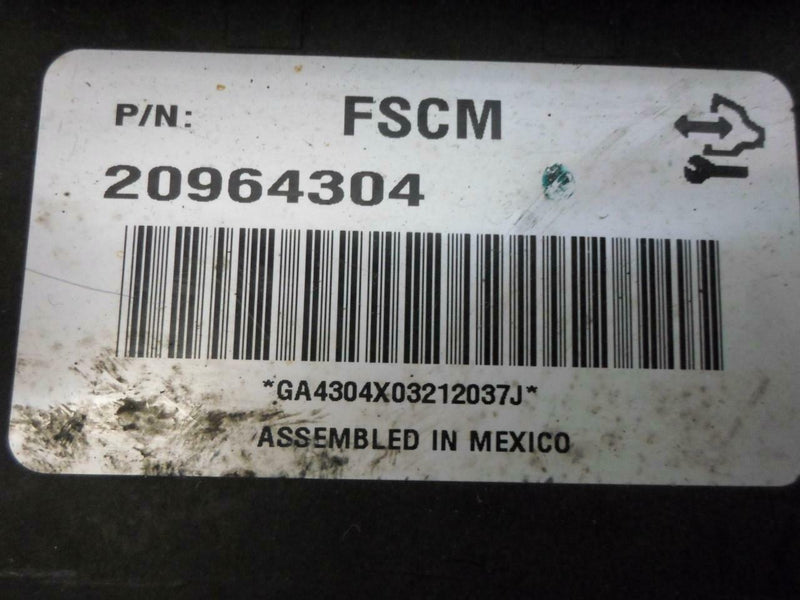 P/N: FSCM
20964304
*GA4304X03212037J*
ASSEMBLED IN MEXICO